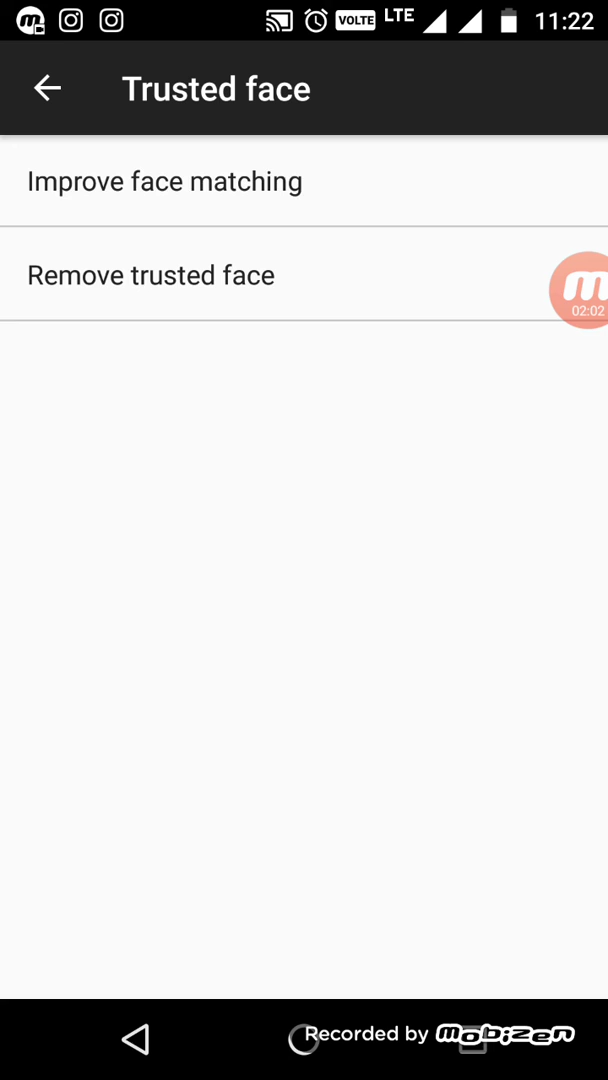 VOLTE LTE 11:22
Trusted face
Improve face matching
Remove trusted face
m
02:02
Recorded by mobizen